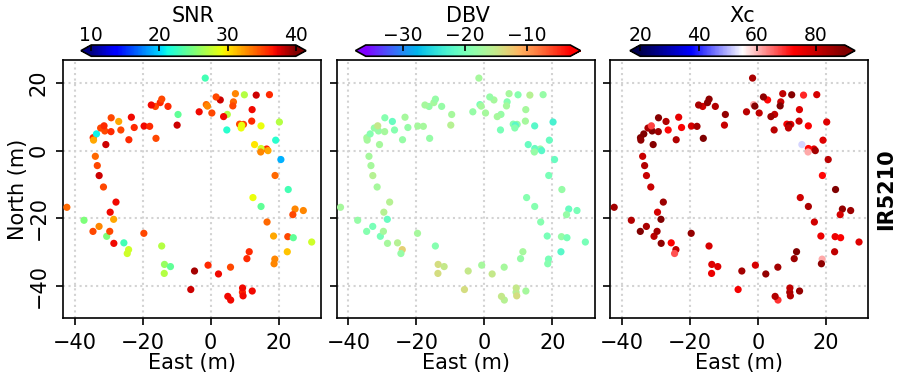 SNR DBV Xc
10 20 30 40 −30 −20 −10 20 40 60 80
20
0
−20
−40
North (m)
−40 −20 0 20 −40 −20 0 20 −40 −20 0 20
East (m) East (m) East (m)
IR5210